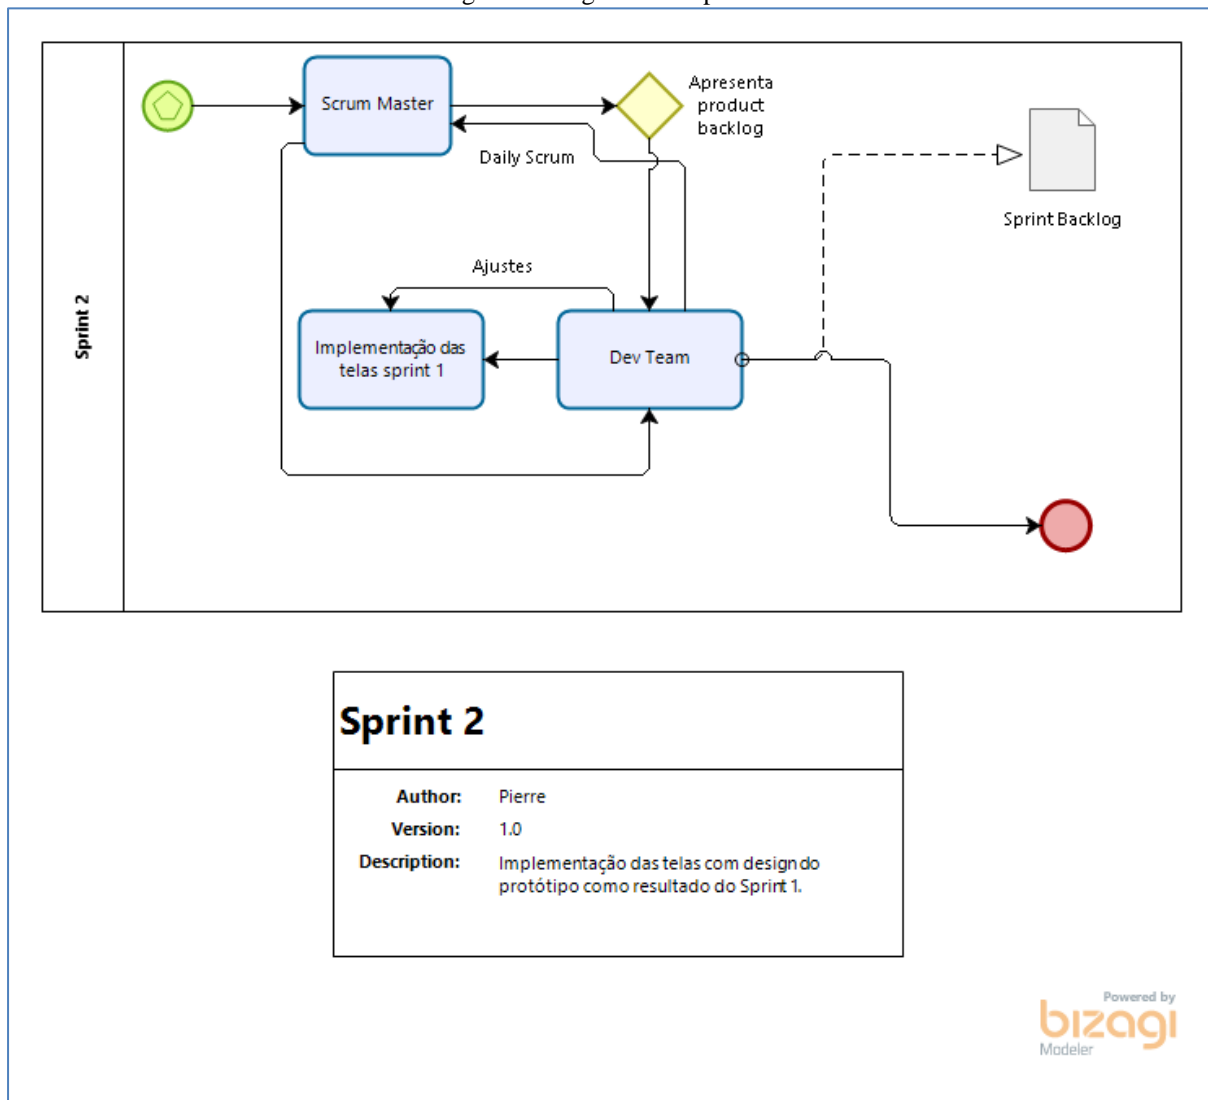 Sprint 2
Scrum Master
Apresenta
product
backlog
Daily Scrum
Sprint Backlog
Ajustes
Implementação das
telas sprint 1
Dev Team
Sprint 2
Author: Pierre
Version: 1.0
Description: Implementação das telas com design do
protótipo como resultado do Sprint 1.
Powered by
bizagi
Modeler